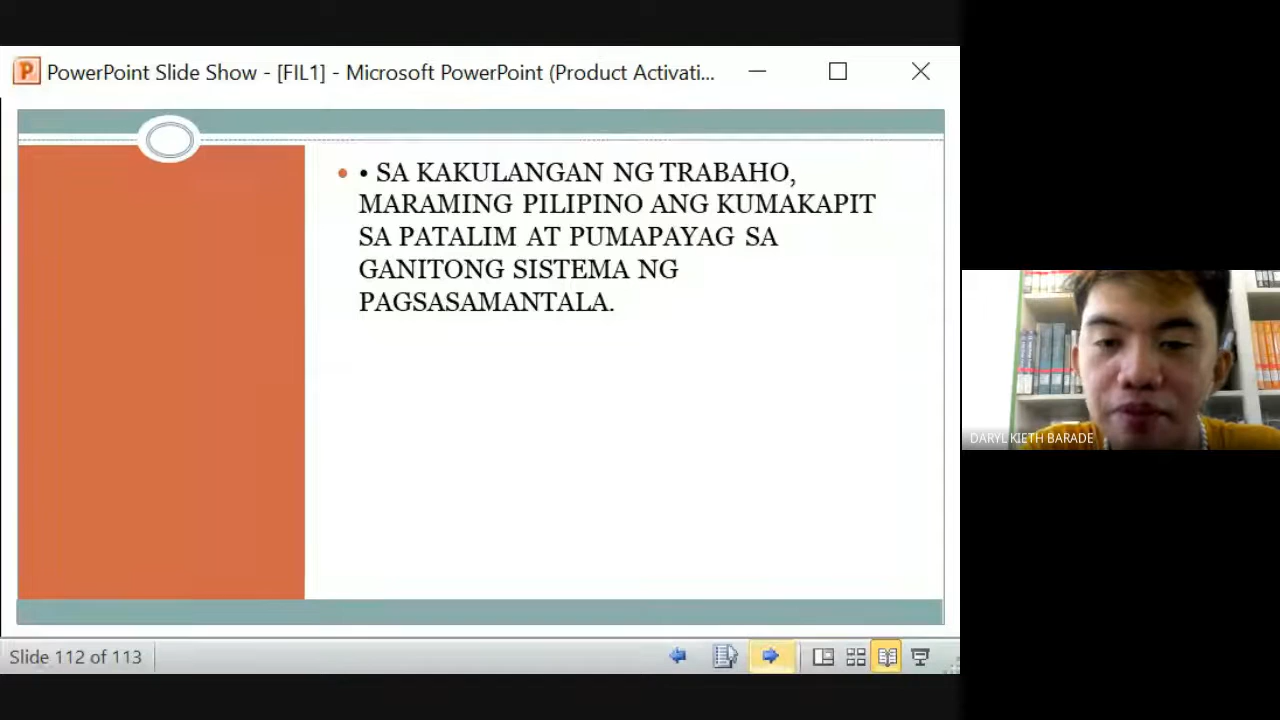 PowerPoint Slide Show - [FIL1] - Microsoft PowerPoint (Product Activati...
• • SA KAKULANGAN NG TRABAHO,
MARAMING PILIPINO ANG KUMAKAPIT
SA PATALIM AT PUMAPAYAG SA
GANITONG SISTEMA NG
PAGSASAMANTALA.
DARYL KIETH BARADE
Slide 112 of 113